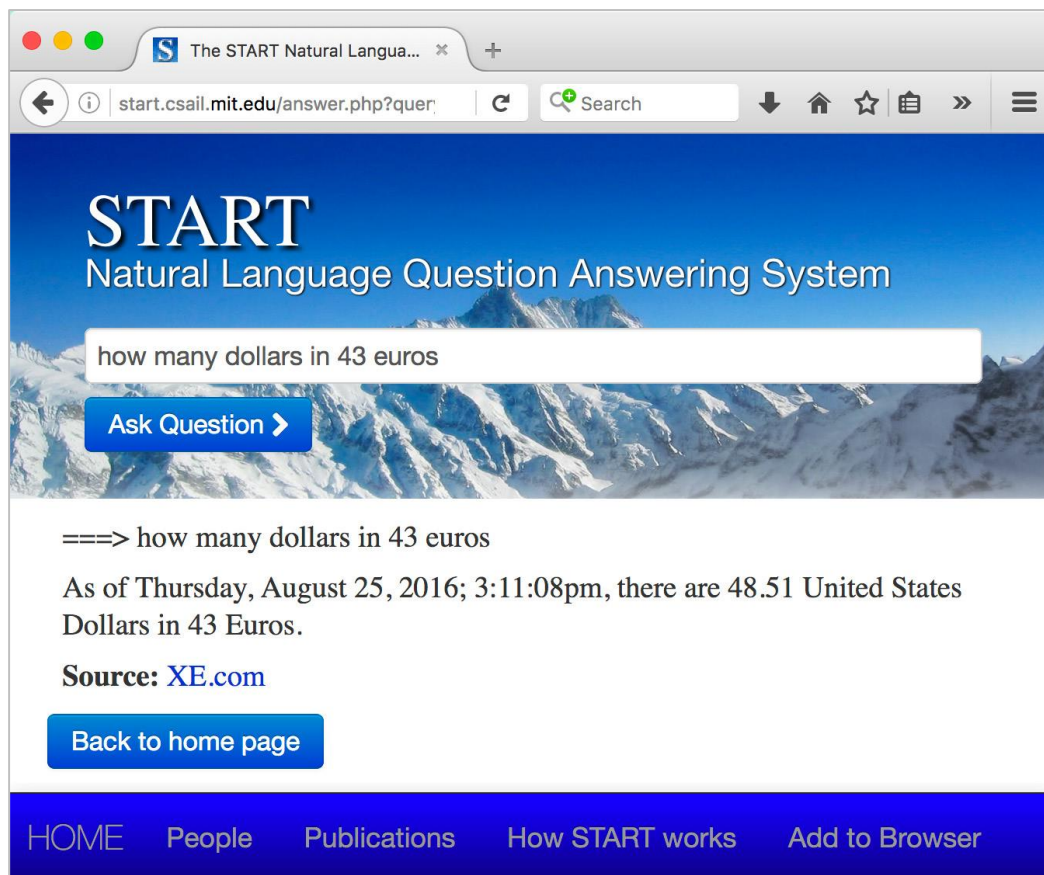 The START Natural Langua...
start.csail.mit.edu/answer.php?quer
Search
START
Natural Language Question Answering System
how many dollars in 43 euros
Ask Question
===> how many dollars in 43 euros
As of Thursday, August 25, 2016; 3:11:08pm, there are 48.51 United States
Dollars in 43 Euros.
Source: XE.com
Back to home page
HOME People Publications How START works Add to Browser